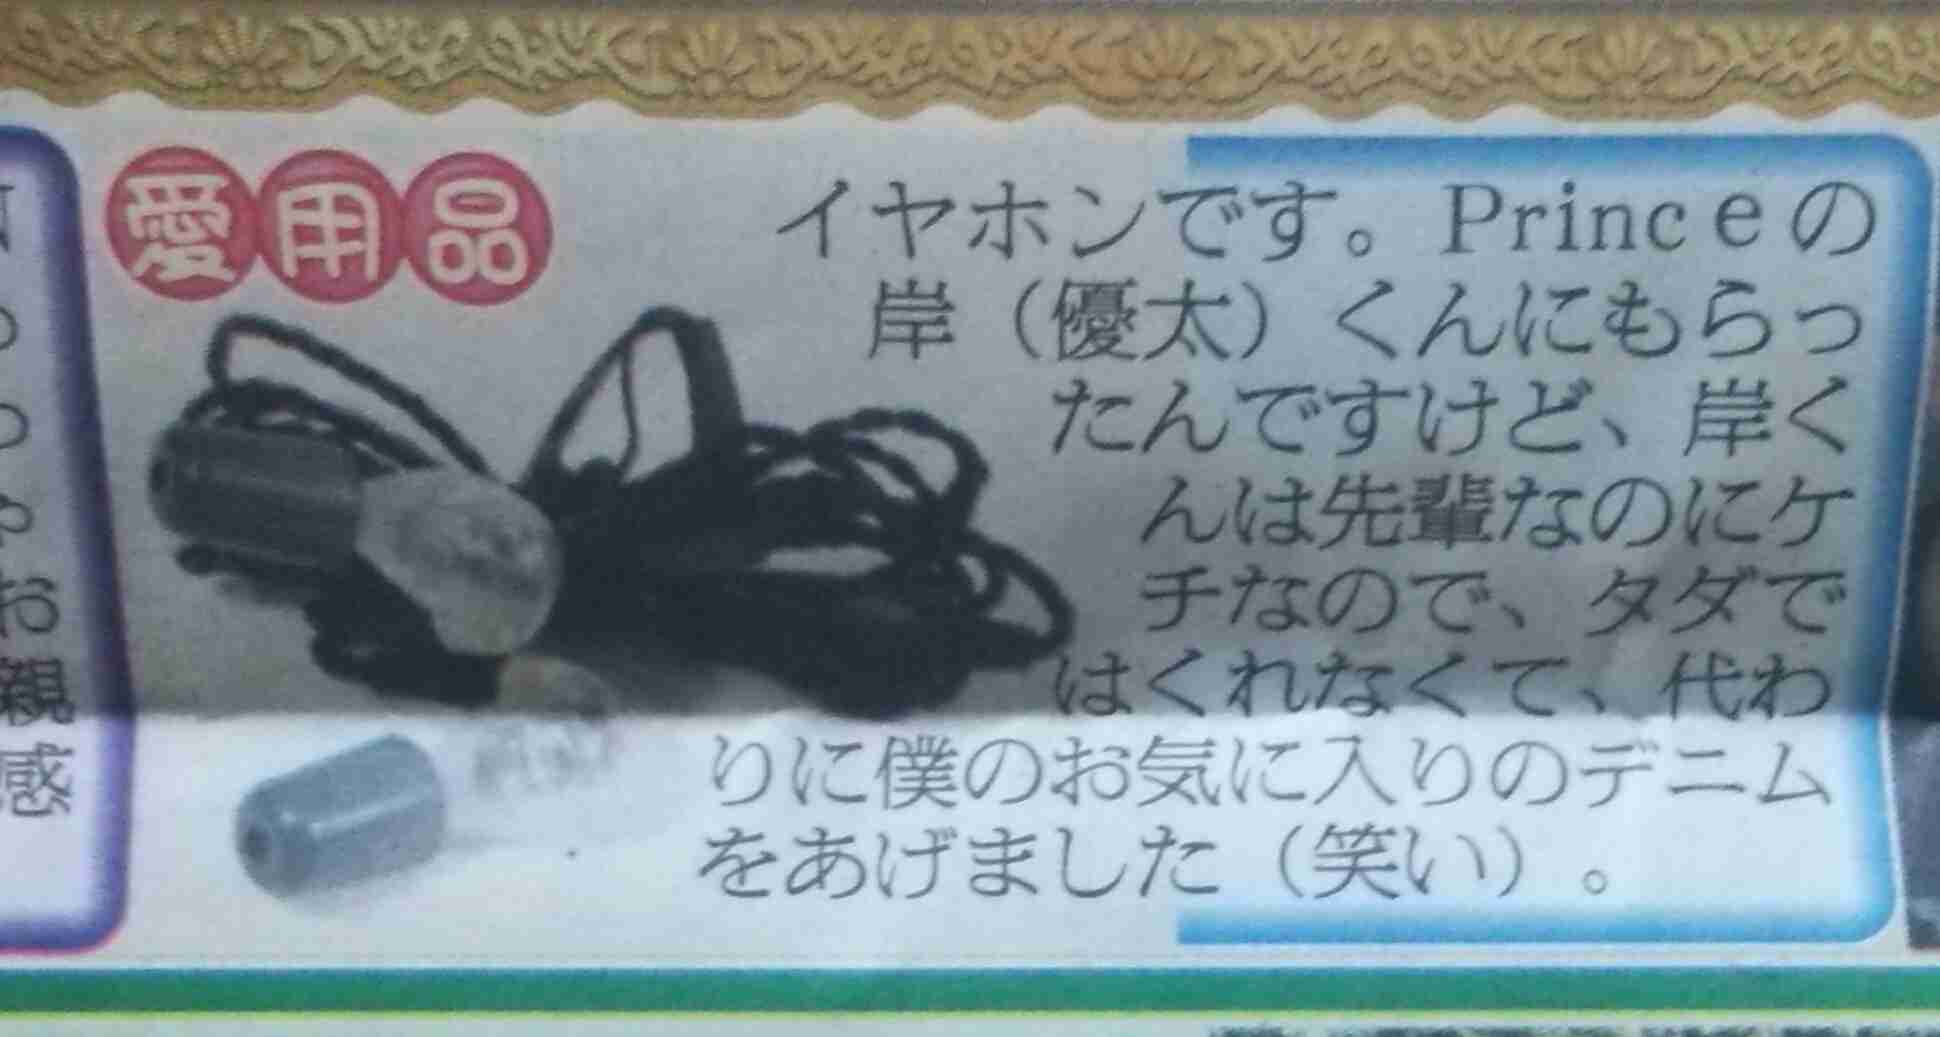 愛用品
イヤホンです。Princeの
岸（優太）くんにもらっ
たんですけど、岸く
んは先輩なのにケ
チなので、タダで
はくれなくて、代わ
りに僕のお気に入りのデニム
をあげました（笑い）。
お親感